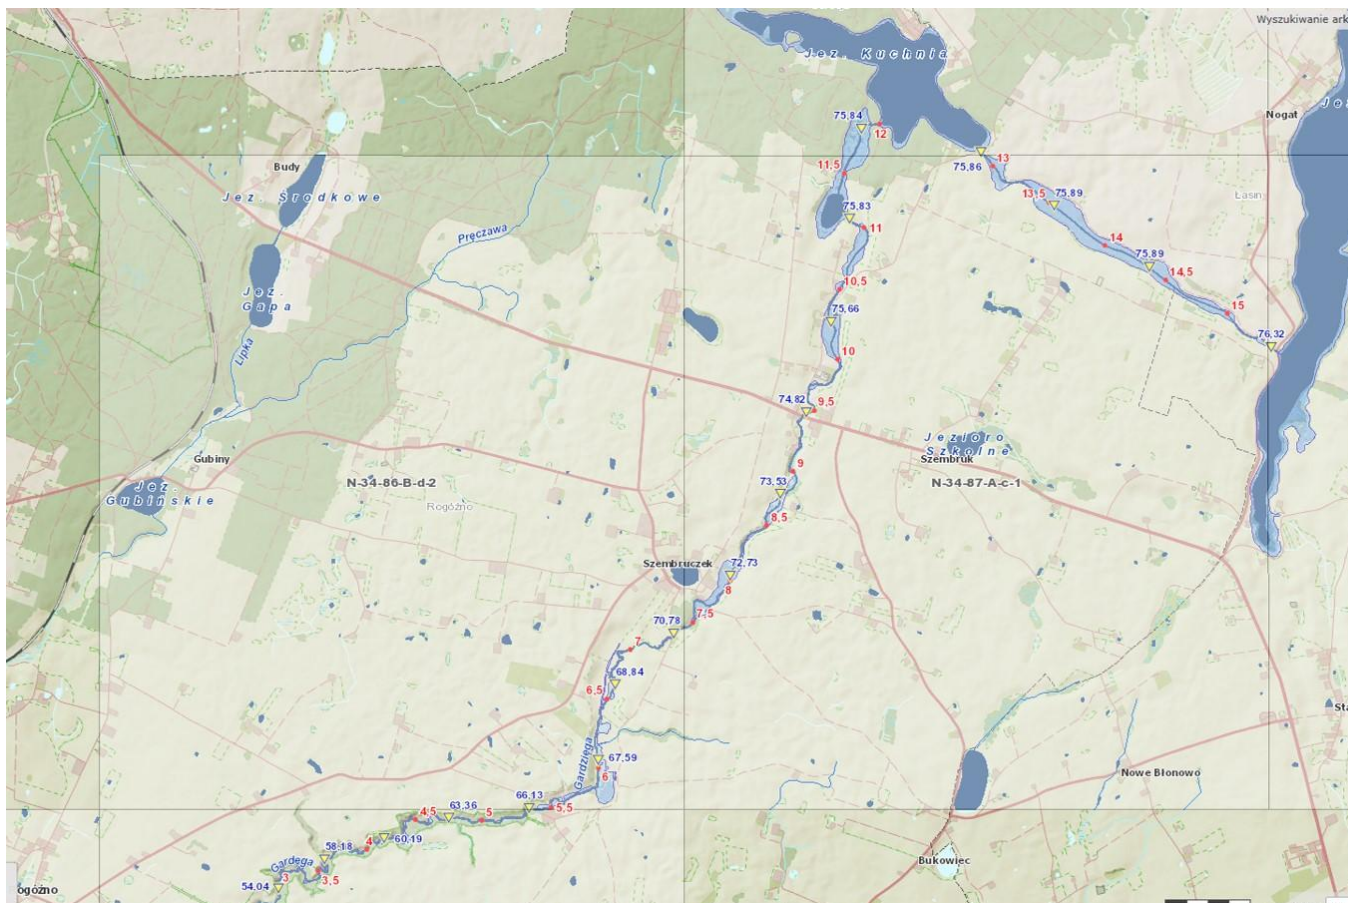 Wyszukiwanie ark
Jez. Kuchnia
Je
75,84
12
Nogat
Budy
11,5
75,86
13
Jez. Środkowe
13,5
75,89
Łasin
75,83
11
Pręczawa
14
75,89
14,5
10,5
Jez.
Gapa
75,66
15
76,32
Lipka
10
74,82
9,5
Jezioro
Szkolne
Szembruk
Gubiny
9
Jez.
Gubińskie
N-34-86-B-d-2
73,53
N-34-87-A-c-1
Rogóźno
8,5
Szembruczek
72,73
8
7,5
70,78
7
68,84
6,5
Sta
Gardzięga
67,59
6
Nowe Błonowo
66,13
5,5
63,36
4,5
5
60,19
4
58,18
Gardęga
3
3,5
54,04
Bukowiec
ogóźno